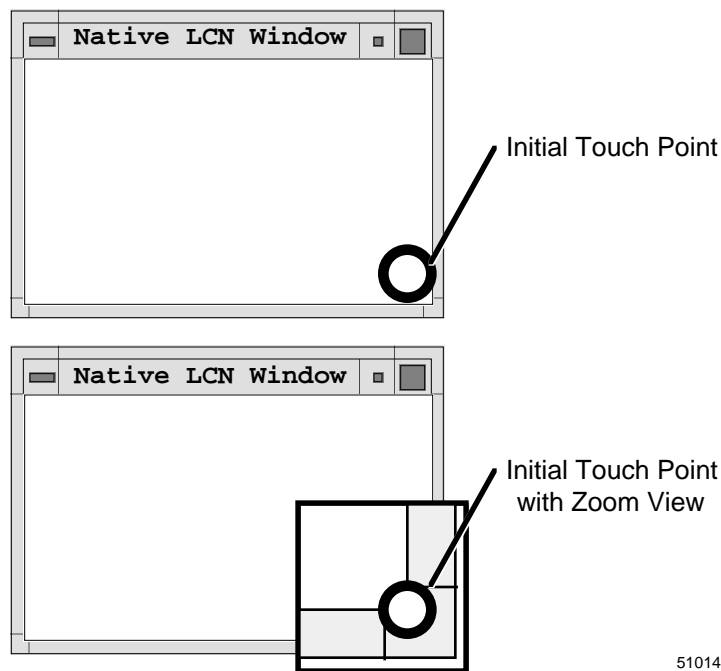 Native LCN Window
Initial Touch Point
Native LCN Window
Initial Touch Point
with Zoom View
51014